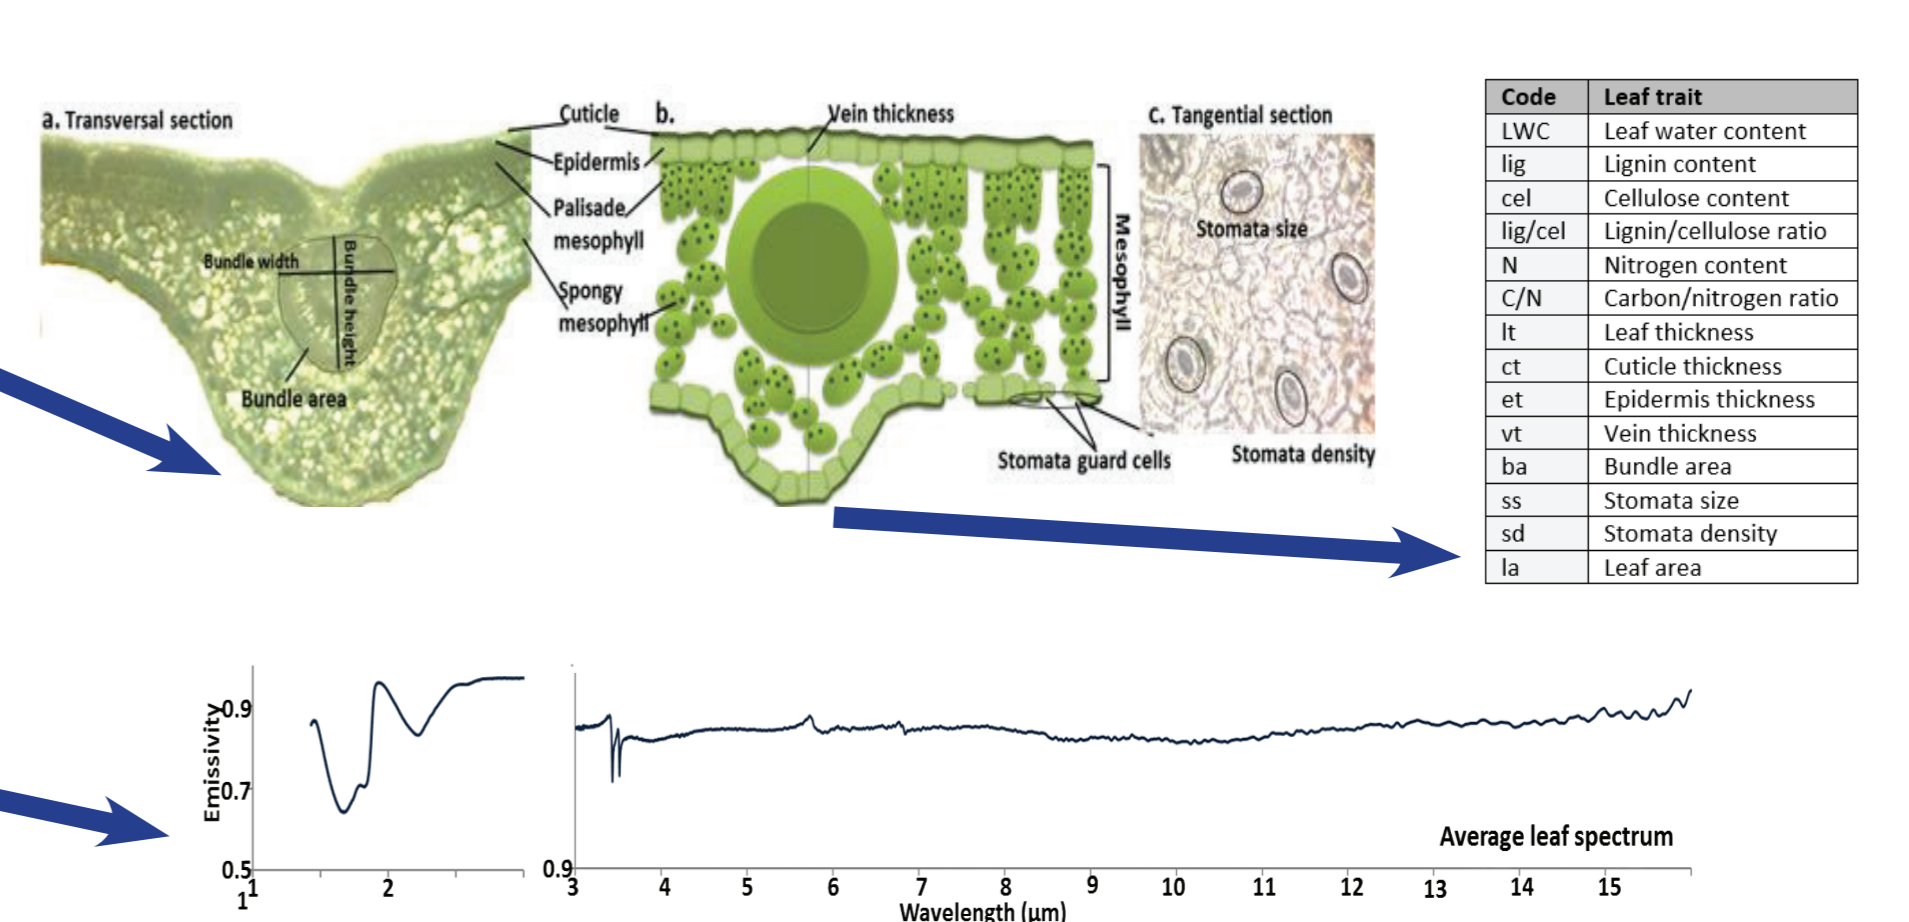 a. Transversal section
Cuticle
Epidermis
Palisade
mesophyll
Spongy
mesophyll
Bundle width
Bundle height
Bundle area
b.
Vein thickness
Mesophyll
Stomata guard cells
c. Tangential section
Stomata size
Stomata density
Code Leaf trait
LWC Leaf water content
lig Lignin content
cel Cellulose content
lig/cel Lignin/cellulose ratio
N Nitrogen content
C/N Carbon/nitrogen ratio
lt Leaf thickness
ct Cuticle thickness
et Epidermis thickness
vt Vein thickness
ba Bundle area
ss Stomata size
sd Stomata density
la Leaf area
Emissivity
0.9
0.7
0.5
1 2
1
0.9
3 4 5 6 7 8 9 10 11 12 13 14 15
Wavelength (µm)
Average leaf spectrum